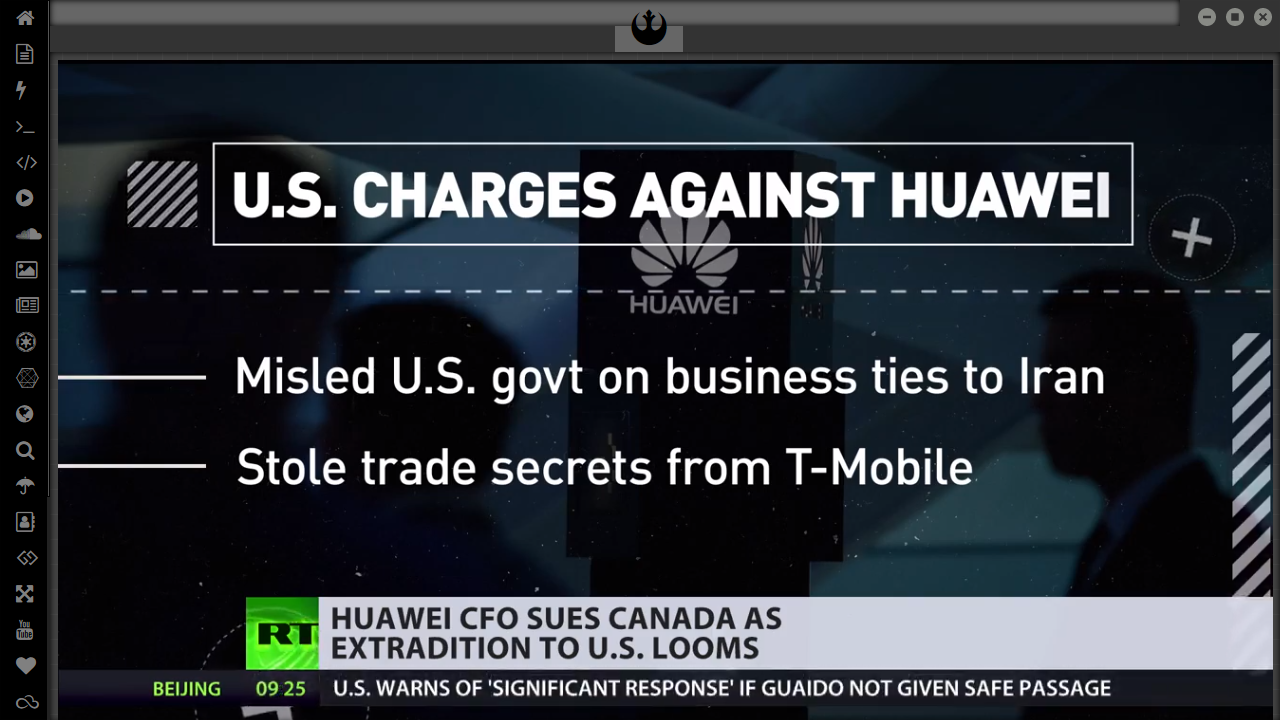 U.S. CHARGES AGAINST HUAWEI
HUAWEI
Misled U.S. govt on business ties to Iran
Stole trade secrets from T-Mobile
RT
HUAWEI CFO SUES CANADA AS
EXTRADITION TO U.S. LOOMS
BEIJING 09 25 U.S. WARNS OF 'SIGNIFICANT RESPONSE' IF GUAIDO NOT GIVEN SAFE PASSAGE
You
Tube